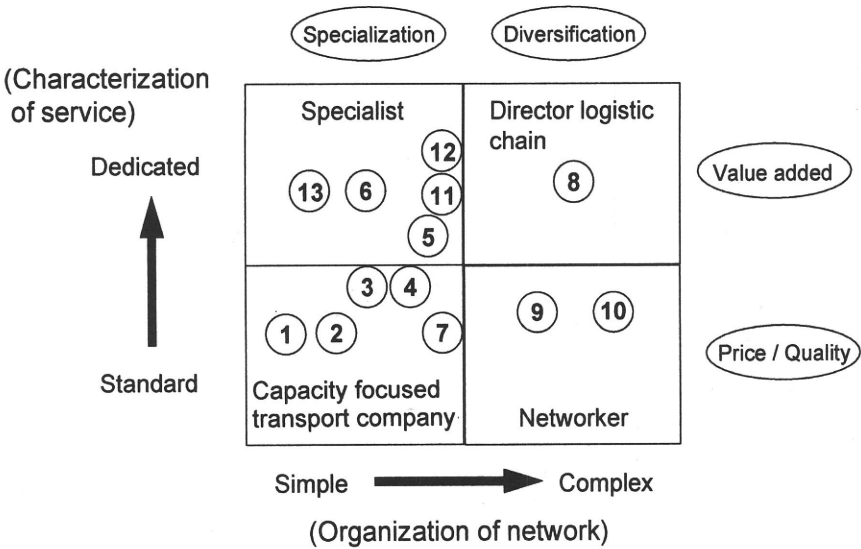 Specialization
Diversification
(Characterization
of service)
Specialist
Director logistic
chain
12
Dedicated
13
6
11
8
Value added
5
3
4
9
10
1
2
7
Price / Quality
Standard
Capacity focused
transport company
Networker
Simple
Complex
(Organization of network)